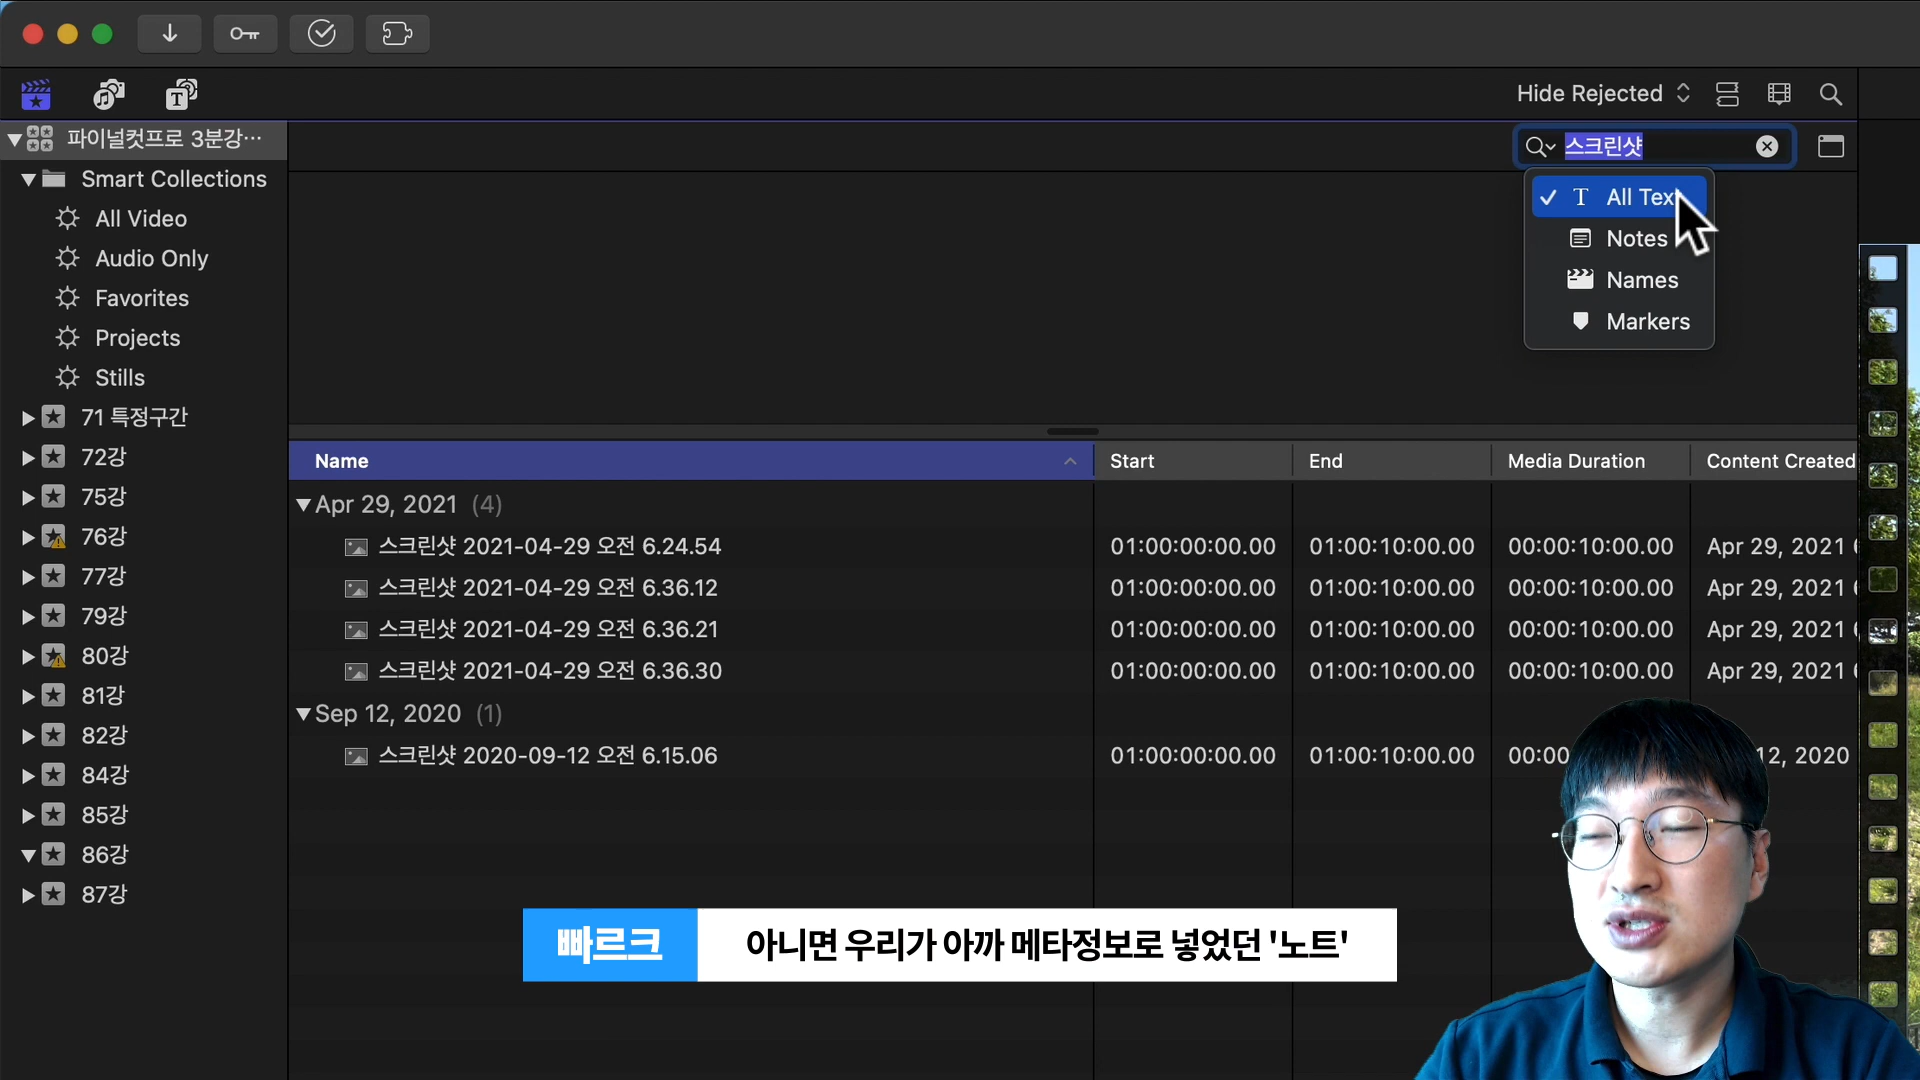 Hide Rejected
파이널컷프로 3분강…
스크린샷
Smart Collections
All Text
All Video
Notes
Audio Only
Names
Favorites
Markers
Projects
Stills
71 특정구간
72강
75강
76강
77강
79강
80강
81강
82강
84강
85강
86강
87강
Name Start End Media Duration Content Created
Apr 29, 2021 (4)
스크린샷 2021-04-29 오전 6.24.54 01:00:00:00.00 01:00:10:00.00 00:00:10:00.00 Apr 29, 2021 6
스크린샷 2021-04-29 오전 6.36.12 01:00:00:00.00 01:00:10:00.00 00:00:10:00.00 Apr 29, 2021 6
스크린샷 2021-04-29 오전 6.36.21 01:00:00:00.00 01:00:10:00.00 00:00:10:00.00 Apr 29, 2021 6
스크린샷 2021-04-29 오전 6.36.30 01:00:00:00.00 01:00:10:00.00 00:00:10:00.00 Apr 29, 2021 6
Sep 12, 2020 (1)
스크린샷 2020-09-12 오전 6.15.06 01:00:00:00.00 01:00:10:00.00 00:00 12, 2020
빠르크 아니면 우리가 아까 메타정보로 넣었던 '노트'